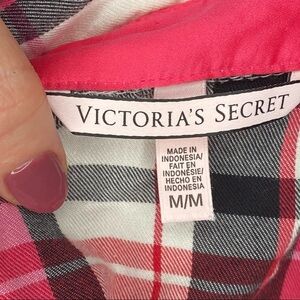 VICTORIA'S SECRET
MADE IN
INDONESIA/
FAIT EN
INDONÉSIE/
HECHO EN
INDONESIA
M/M